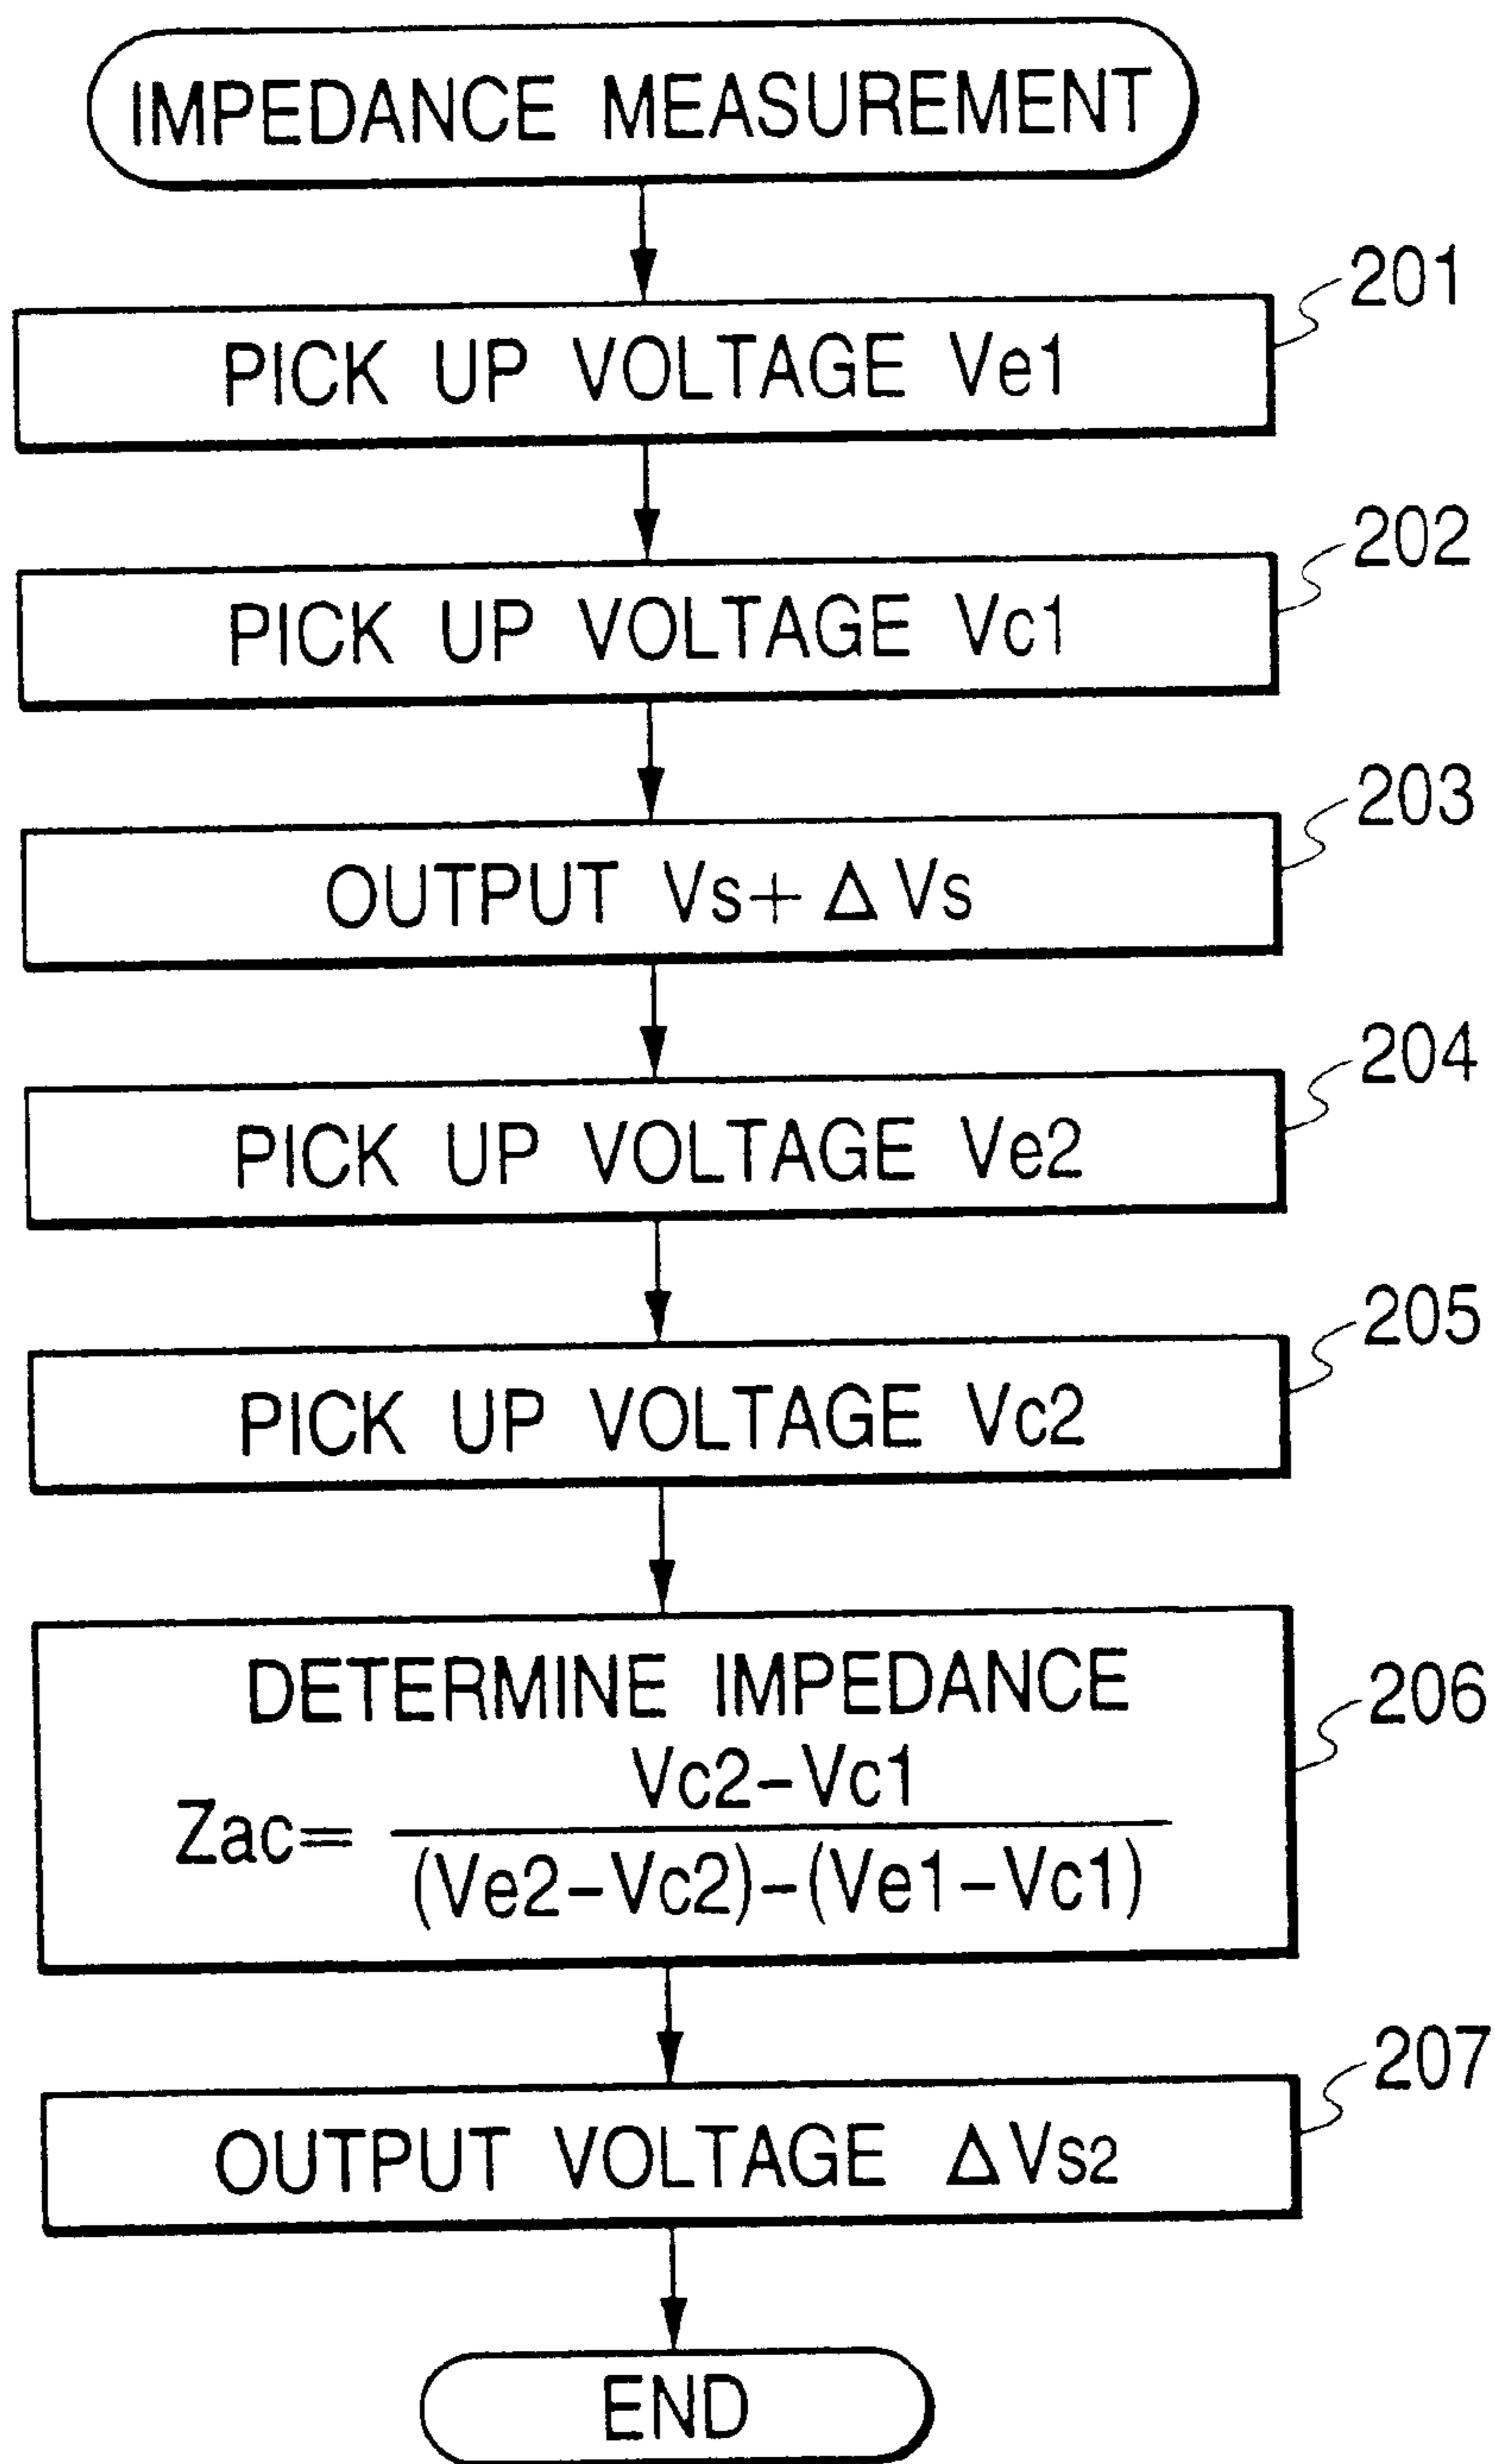 IMPEDANCE MEASUREMENT
201
PICK UP VOLTAGE Ve1
202
PICK UP VOLTAGE Vc1
203
OUTPUT Vs+ΔVs
204
PICK UP VOLTAGE Ve2
205
PICK UP VOLTAGE Vc2
206
DETERMINE IMPEDANCE
Vc2-Vc1
Zac=
(Ve2-Vc2)-(Ve1-Vc1)
207
OUTPUT VOLTAGE ΔVs2
END